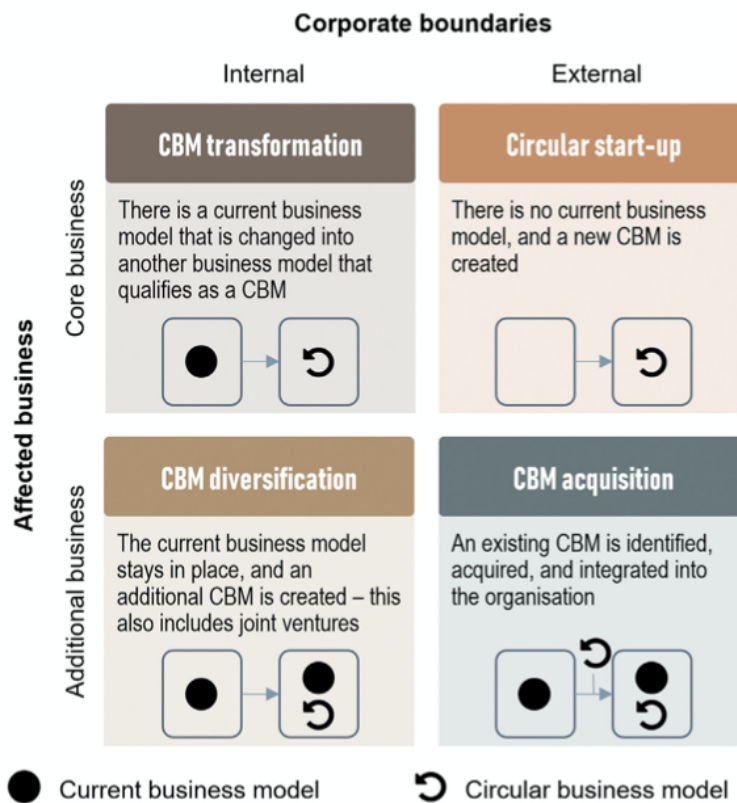 Corporate boundaries
Internal
External
Affected business
Core business
CBM transformation
There is a current business
model that is changed into
another business model that
qualifies as a CBM
Circular start-up
There is no current business
model, and a new CBM is
created
Additional business
CBM diversification
The current business model
stays in place, and an
additional CBM is created – this
also includes joint ventures
CBM acquisition
An existing CBM is identified,
acquired, and integrated into
the organisation
Current business model
Circular business model